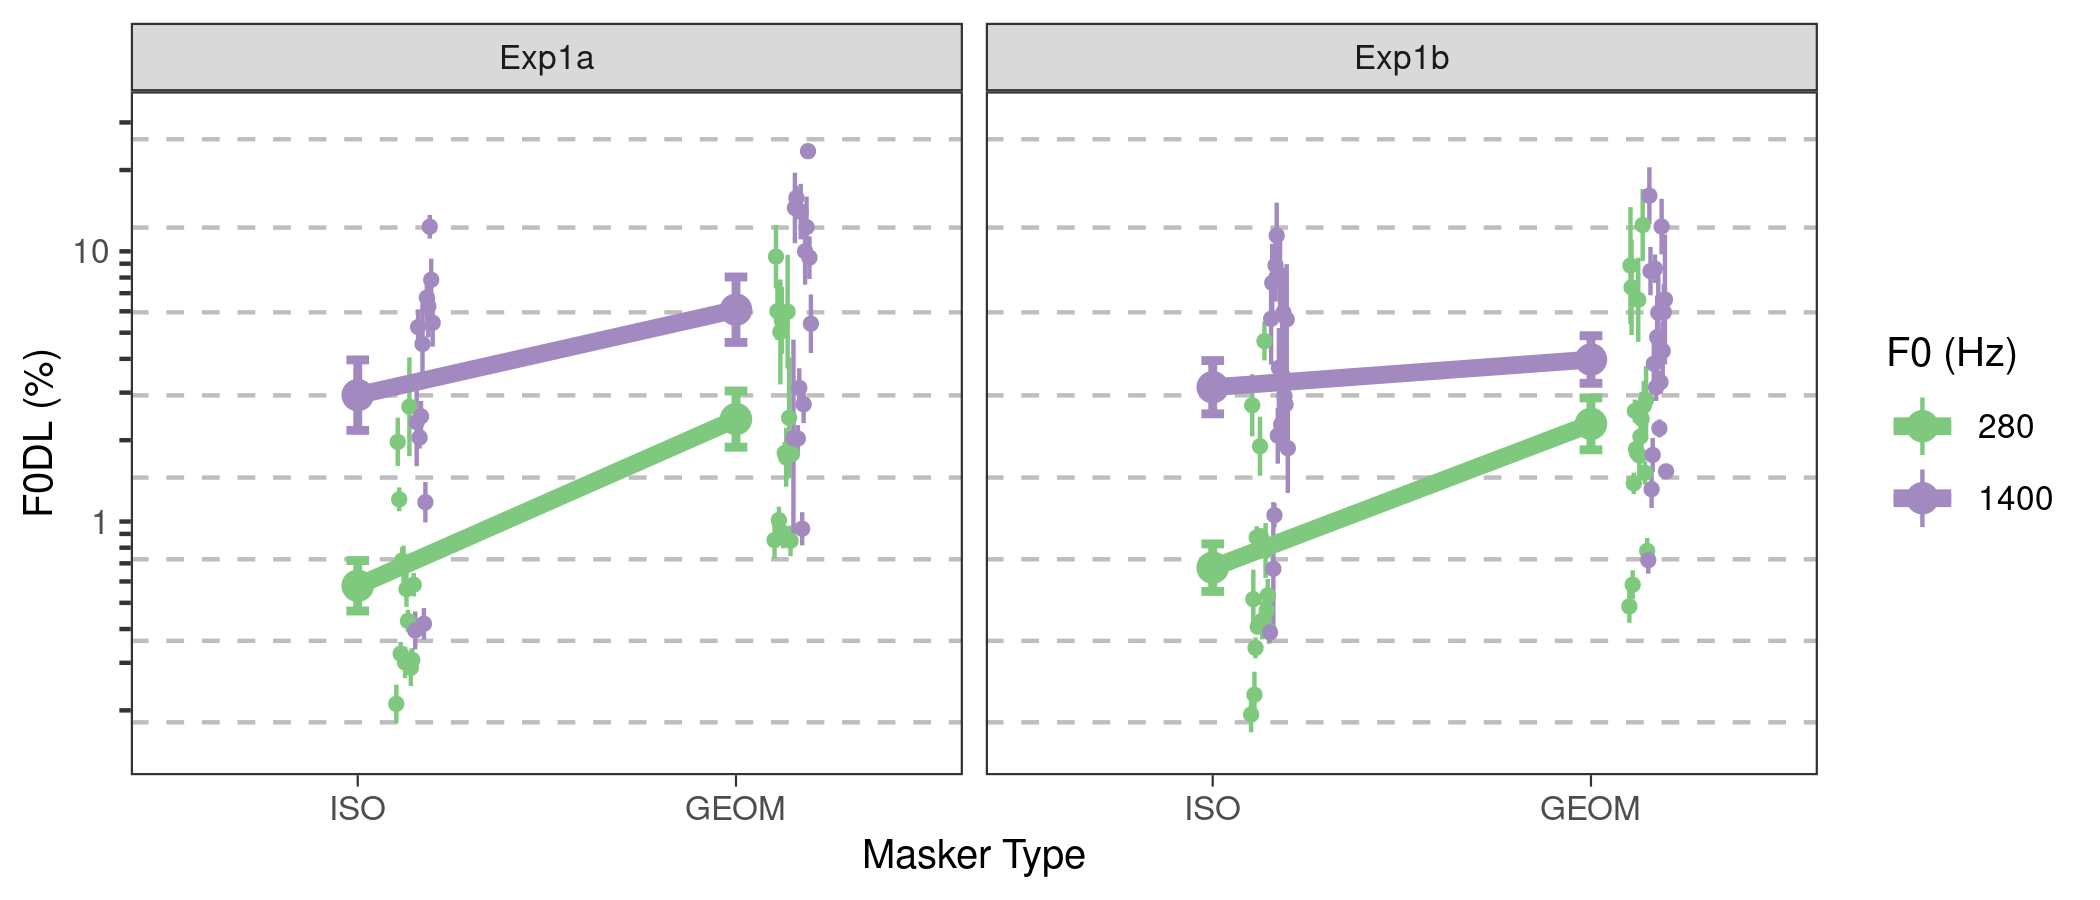 Exp1a
Exp1b
10
1
F0DL (%)
ISO
GEOM
ISO
GEOM
Masker Type
F0 (Hz)
280
1400